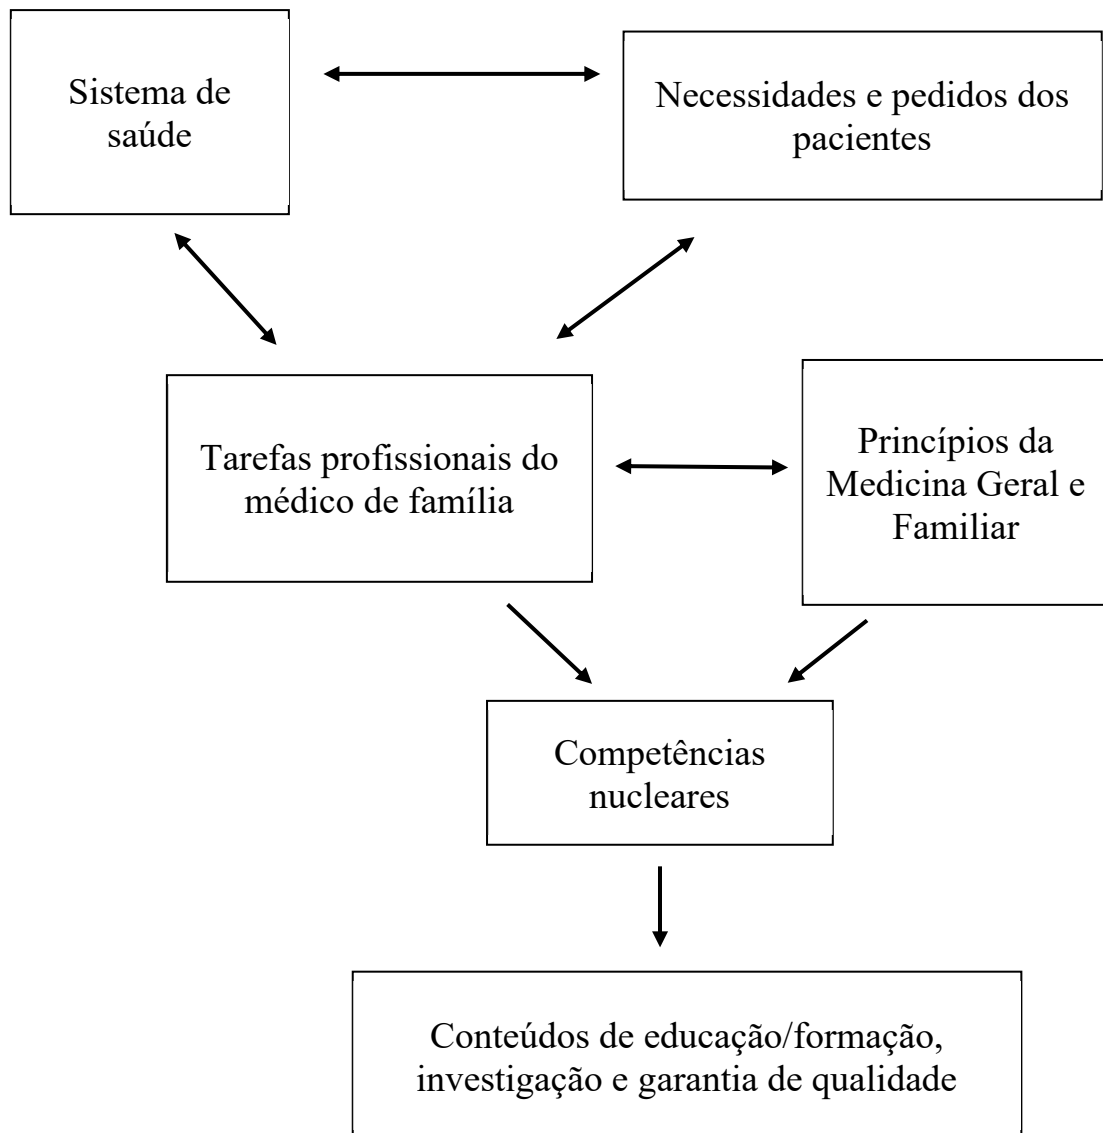 Sistema de
saúde
Necessidades e pedidos dos
pacientes
Tarefas profissionais do
médico de família
Princípios da
Medicina Geral e
Familiar
Competências
nucleares
Conteúdos de educação/formação,
investigação e garantia de qualidade